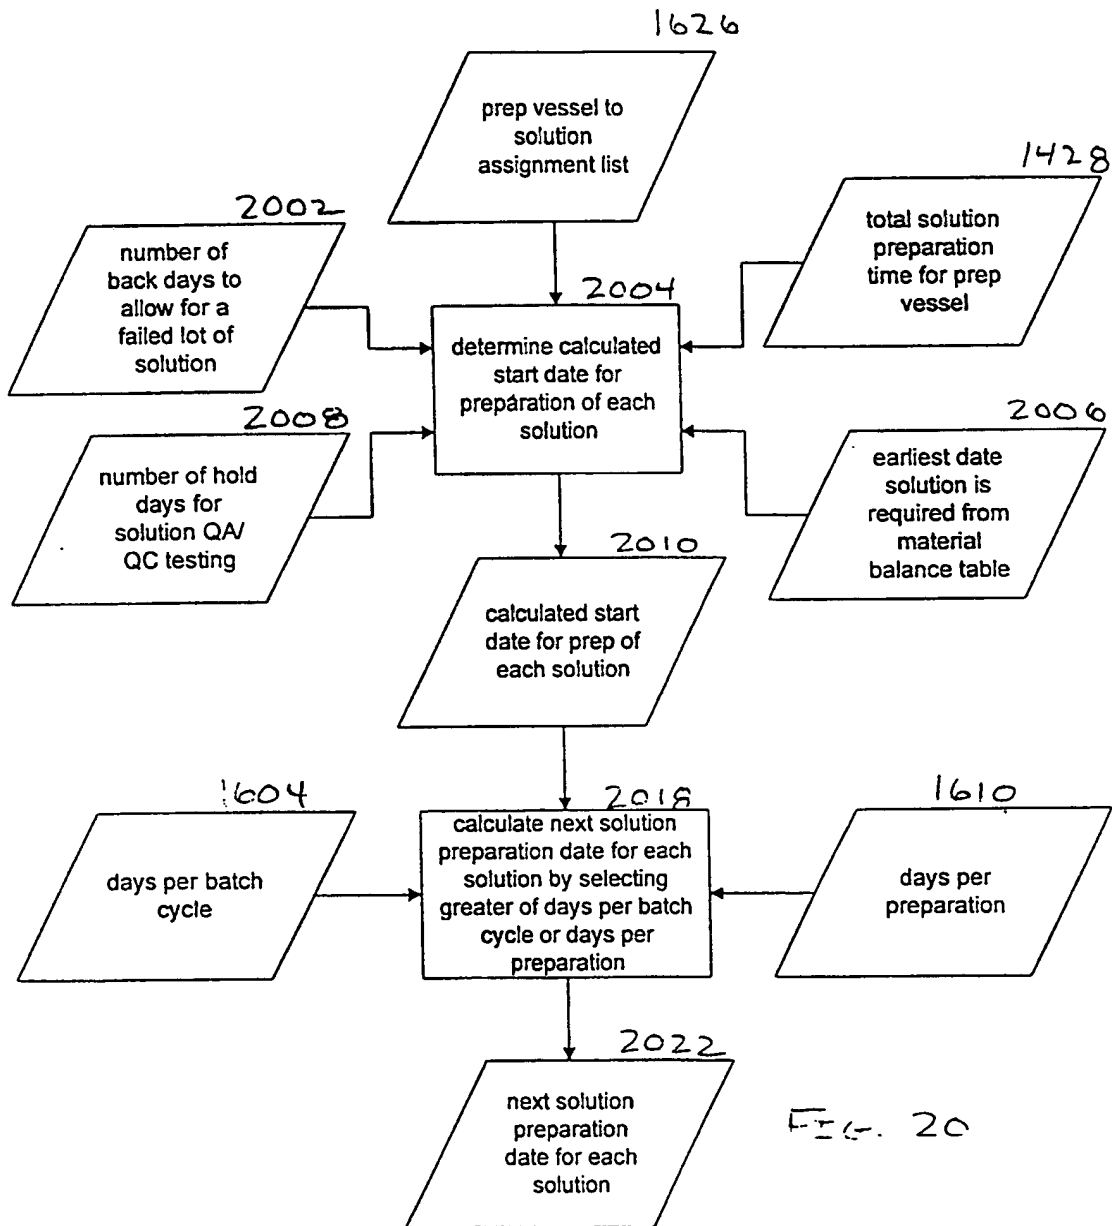 1626
prep vessel to
solution
assignment list
1428
total solution
preparation
time for prep
vessel
2002
number of
back days to
allow for a
failed lot of
solution
2004
determine calculated
start date for
preparation of each
solution
2008
number of hold
days for
solution QA/
QC testing
2006
earliest date
solution is
required from
material
balance table
2010
calculated start
date for prep of
each solution
1604
days per batch
cycle
2018
calculate next solution
preparation date for each
solution by selecting
greater of days per batch
cycle or days per
preparation
1610
days per
preparation
2022
next solution
preparation
date for each
solution
FIG. 20